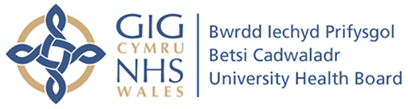 GIG
CYMRU
NHS
WALES
Bwrdd Iechyd Prifysgol
Betsi Cadwaladr
University Health Board